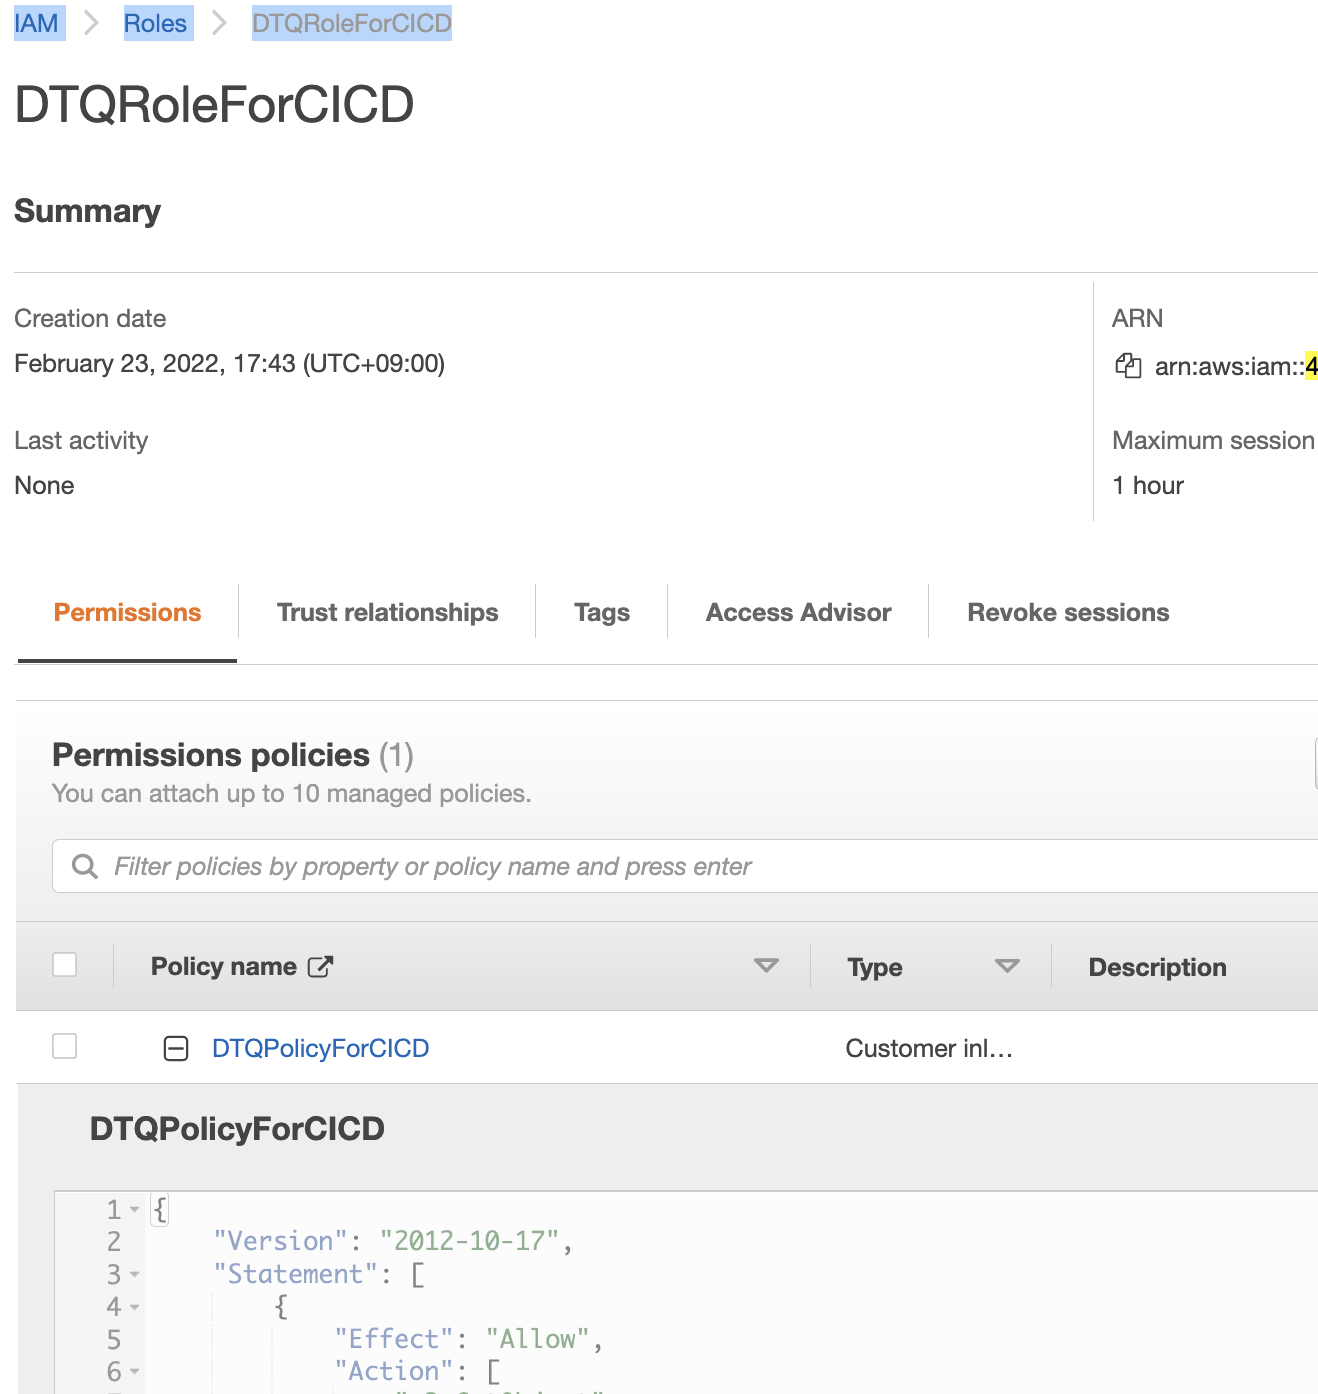 IAM > Roles > DTQRoleForCICD
DTQRoleForCICD
Summary
Creation date
February 23, 2022, 17:43 (UTC+09:00)
ARN
arn:aws:iam::4
Last activity
None
Maximum session
1 hour
Permissions
Trust relationships
Tags
Access Advisor
Revoke sessions
Permissions policies (1)
You can attach up to 10 managed policies.
Filter policies by property or policy name and press enter
Policy name
Type
Description
DTQPolicyForCICD
Customer inl...
DTQPolicyForCICD
1 {
2 "Version": "2012-10-17",
3 "Statement": [
4 {
5 "Effect": "Allow",
6 "Action": [